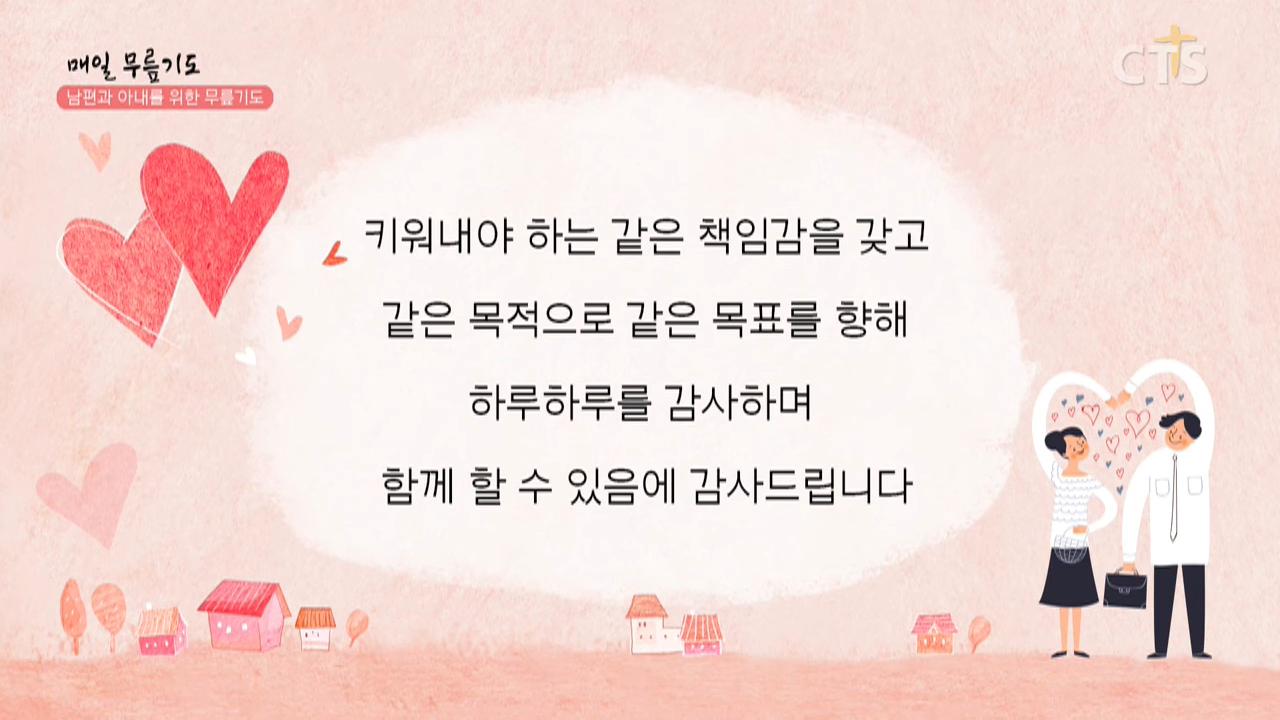 매일 무릎기도
남편과 아내를 위한 무릎기도
CTS
키워내야 하는 같은 책임감을 갖고
같은 목적으로 같은 목표를 향해
하루하루를 감사하며
함께 할 수 있음에 감사드립니다